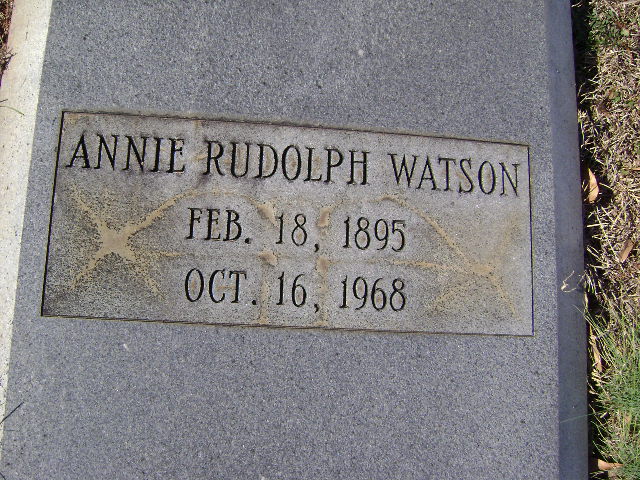 ANNIE RUDOLPH WATSON
FEB. 18, 1895
OCT. 16, 1968